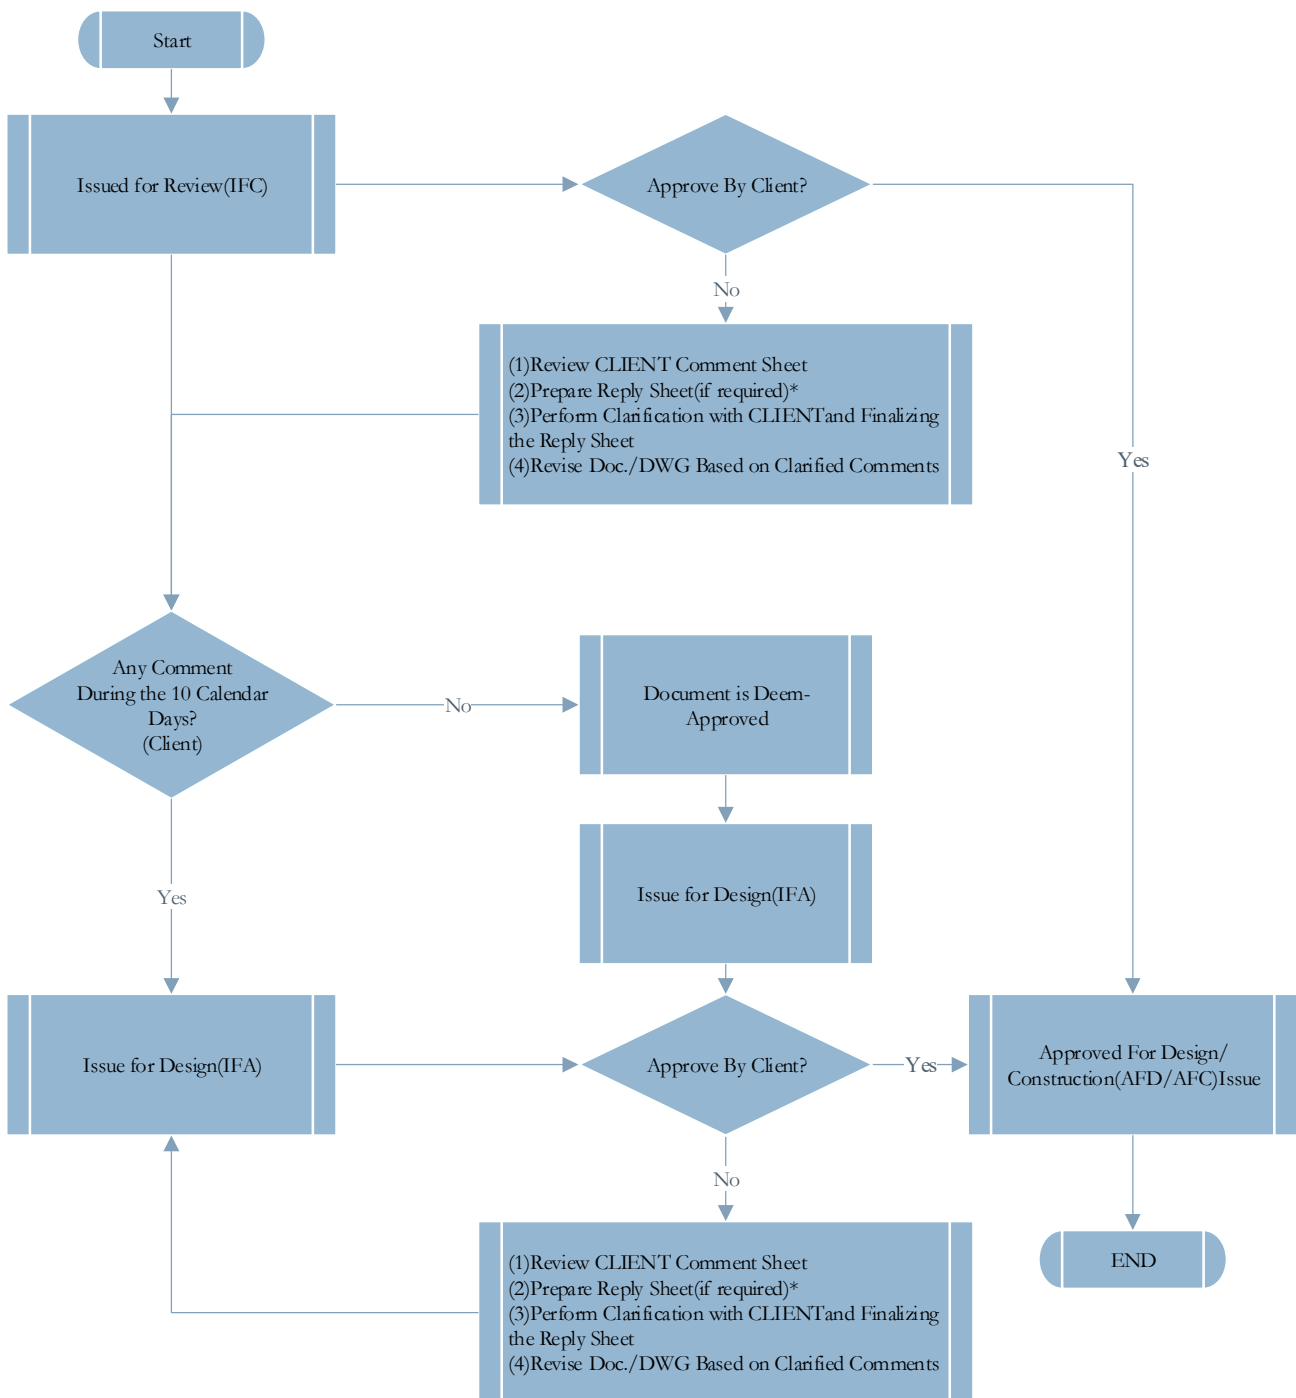 Start
Issued for Review(IFC)
Approve By Client?
No
(1)Review CLIENT Comment Sheet
(2)Prepare Reply Sheet(if required)*
(3)Perform Clarification with CLIENTand Finalizing
the Reply Sheet
(4)Revise Doc./DWG Based on Clarified Comments
Yes
Any Comment
During the 10 Calendar
Days?
(Client)
No
Document is Deem-
Approved
Issue for Design(IFA)
Yes
Issue for Design(IFA)
Approve By Client?
Yes
Approved For Design/
Construction(AFD/AFC)Issue
No
(1)Review CLIENT Comment Sheet
(2)Prepare Reply Sheet(if required)*
(3)Perform Clarification with CLIENTand Finalizing
the Reply Sheet
(4)Revise Doc./DWG Based on Clarified Comments
END